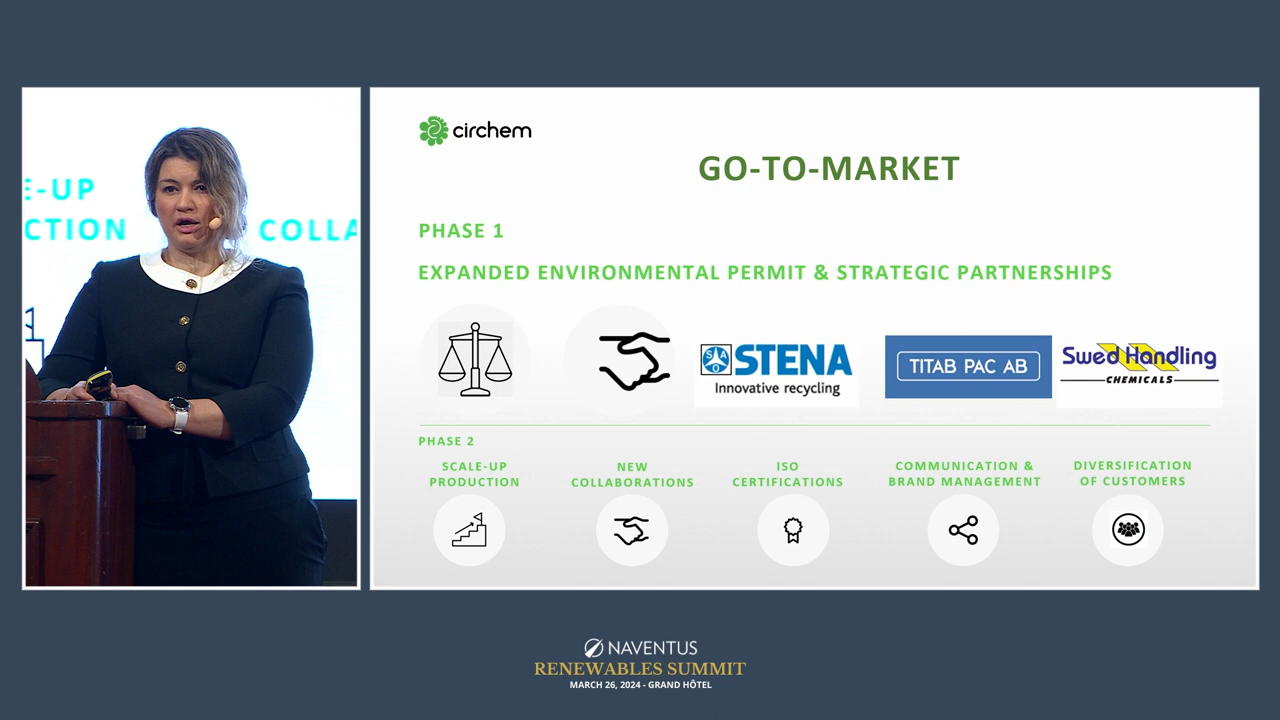 E-UP
CTION
COLLA
circhem
GO-TO-MARKET
PHASE 1
EXPANDED ENVIRONMENTAL PERMIT & STRATEGIC PARTNERSHIPS
SAO
STENA
Innovative recycling
TITAB PAC AB
Swed Handling
CHEMICALS
PHASE 2
SCALE-UP
PRODUCTION
NEW
COLLABORATIONS
ISO
CERTIFICATIONS
COMMUNICATION &
BRAND MANAGEMENT
DIVERSIFICATION
OF CUSTOMERS
NAVENTUS
RENEWABLES SUMMIT
MARCH 26, 2024 - GRAND HÔTEL